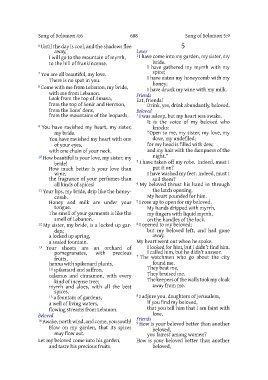 Song of Solomon 4:6 688 Song of Solomon 5:9
6 Until the day is cool, and the shadows flee
away,
I will go to the mountain of myrrh,
to the hill of frankincense.
7 You are all beautiful, my love.
There is no spot in you.
8 Come with me from Lebanon, my bride,
with me from Lebanon.
Look from the top of Amana,
from the top of Senir and Hermon,
from the lions' dens,
from the mountains of the leopards.
9 You have ravished my heart, my sister,
my bride.
You have ravished my heart with one
of your eyes,
with one chain of your neck.
10 How beautiful is your love, my sister, my
bride!
How much better is your love than
wine,
the fragrance of your perfumes than
all kinds of spices!
11 Your lips, my bride, drip like the honey-
comb.
Honey and milk are under your
tongue.
The smell of your garments is like the
smell of Lebanon.
12 My sister, my bride, is a locked up gar-
den;
a locked up spring,
a sealed fountain.
13 Your shoots are an orchard of
pomegranates, with precious
fruits,
henna with spikenard plants,
14 spikenard and saffron,
calamus and cinnamon, with every
kind of incense tree;
myrrh and aloes, with all the best
spices,
15 a fountain of gardens,
a well of living waters,
flowing streams from Lebanon.
Beloved
16 Awake, north wind, and come, you south!
Blow on my garden, that its spices
may flow out.
Let my beloved come into his garden,
and taste his precious fruits.
5
Lover
1 I have come into my garden, my sister, my
bride.
I have gathered my myrrh with my
spice;
I have eaten my honeycomb with my
honey;
I have drunk my wine with my milk.
Friends
Eat, friends!
Drink, yes, drink abundantly, beloved.
Beloved
2 I was asleep, but my heart was awake.
It is the voice of my beloved who
knocks:
"Open to me, my sister, my love, my
dove, my undefiled;
for my head is filled with dew,
and my hair with the dampness of the
night."
3 I have taken off my robe. Indeed, must I
put it on?
I have washed my feet. Indeed, must I
soil them?
4 My beloved thrust his hand in through
the latch opening.
My heart pounded for him.
5 I rose up to open for my beloved.
My hands dripped with myrrh,
my fingers with liquid myrrh,
on the handles of the lock.
6 I opened to my beloved;
but my beloved left, and had gone
away.
My heart went out when he spoke.
I looked for him, but I didn't find him.
I called him, but he didn't answer.
7 The watchmen who go about the city
found me.
They beat me.
They bruised me.
The keepers of the walls took my cloak
away from me.
8 I adjure you, daughters of Jerusalem,
If you find my beloved,
that you tell him that I am faint with
love.
Friends
9 How is your beloved better than another
beloved,
you fairest among women?
How is your beloved better than another
beloved,